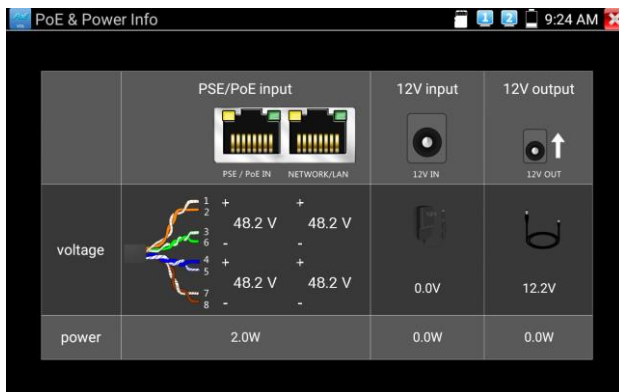 PoE & Power Info 1 2 9:24 AM
PSE/PoE input 12V input 12V output
PSE / PoE IN NETWORK/LAN 12V IN 12V OUT
1 + +
2
48.2 V 48.2 V
3
6 - -
voltage
4 + +
5
48.2 V 48.2 V 0.0V 12.2V
7
8 - -
power 2.0W 0.0W 0.0W